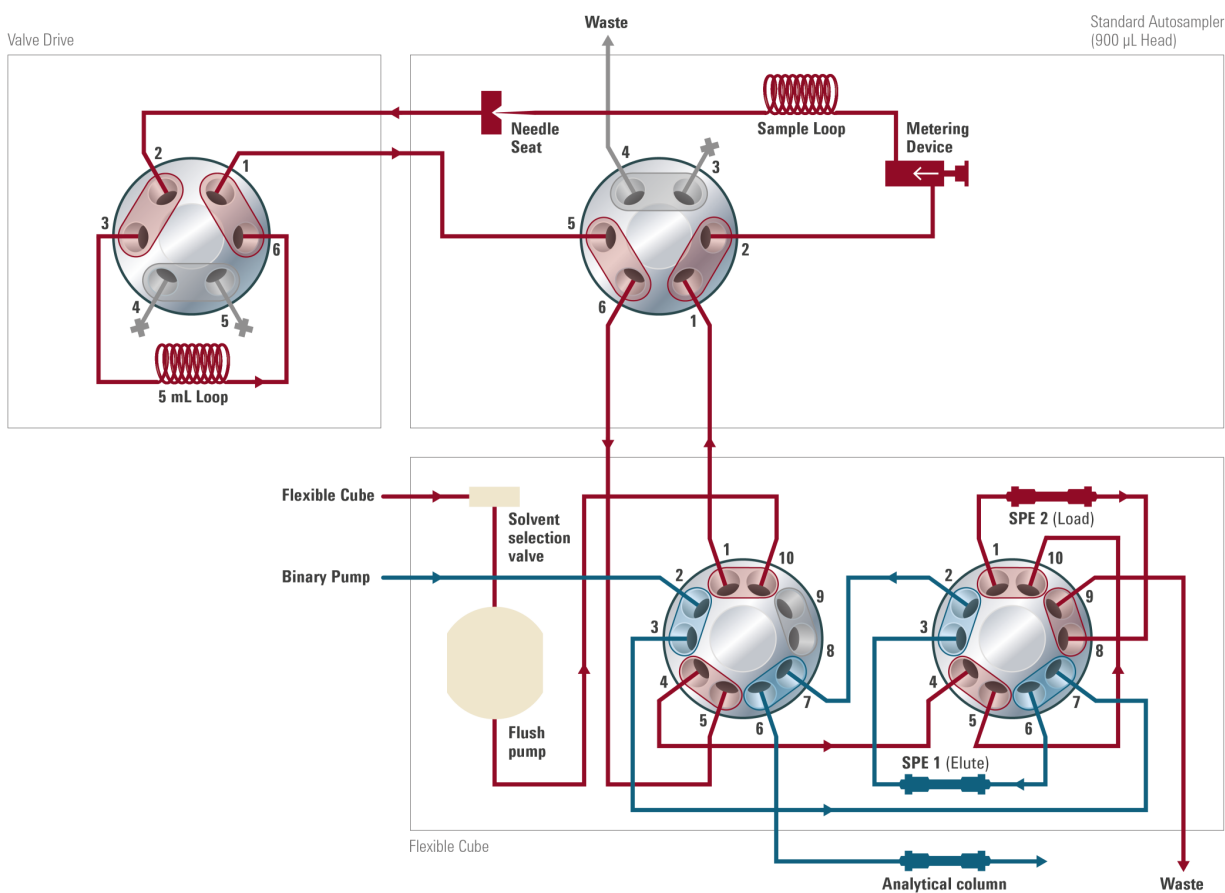 Valve Drive
Waste
Standard Autosampler
(900 µL Head)
Needle
Seat
Sample Loop
Metering
Device
2
1
3
6
4
5
5 mL Loop
4
3
5
2
6
1
Flexible Cube
Solvent
selection
valve
Binary Pump
Flush
pump
1
10
2
9
3
8
4
7
5
6
SPE 2 (Load)
1
10
2
9
3
8
4
7
5
6
SPE 1 (Elute)
Flexible Cube
Analytical column
Waste